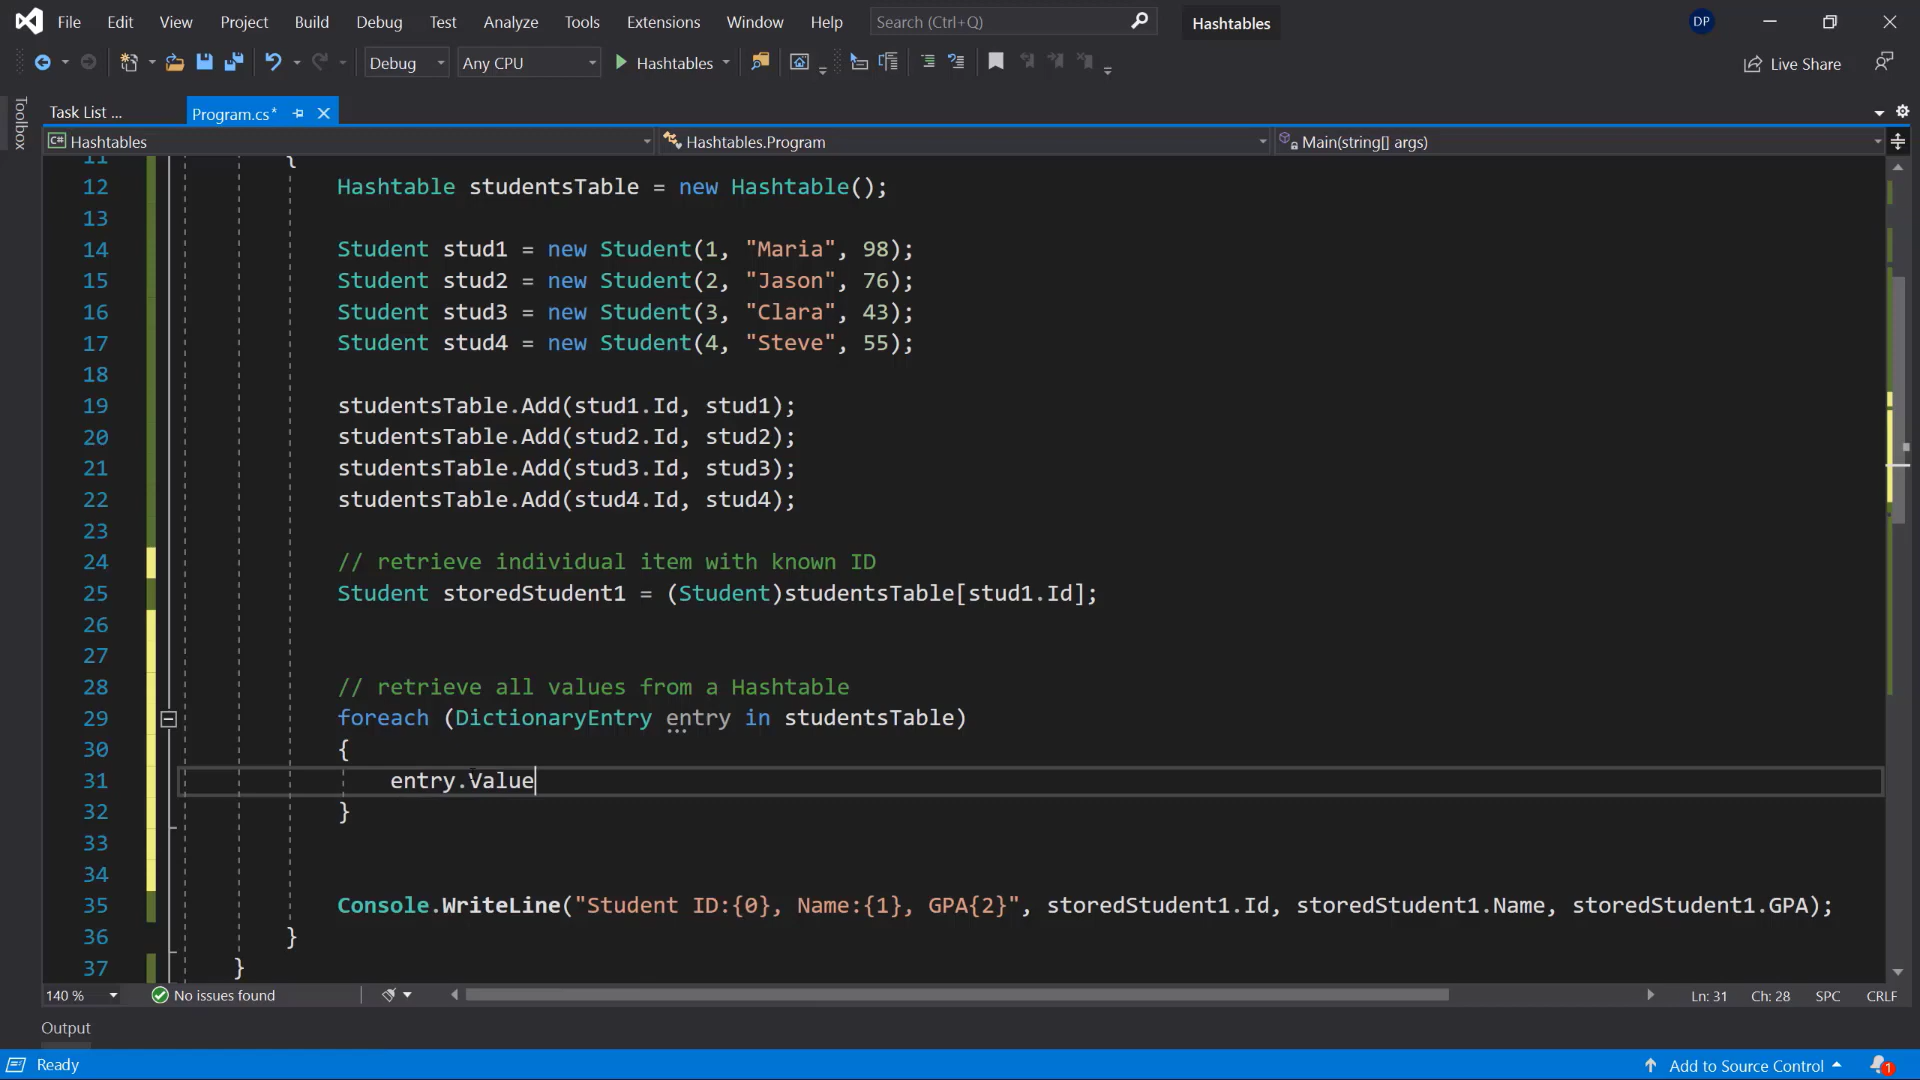 File Edit View Project Build Debug Test Analyze Tools Extensions Window Help Search (Ctrl+Q) Hashtables DP
Debug Any CPU Hashtables Live Share
Toolbox
Task List ... Program.cs*
C# Hashtables Hashtables.Program Main(string[] args)
11 {
12 Hashtable studentsTable = new Hashtable();
13
14 Student stud1 = new Student(1, "Maria", 98);
15 Student stud2 = new Student(2, "Jason", 76);
16 Student stud3 = new Student(3, "Clara", 43);
17 Student stud4 = new Student(4, "Steve", 55);
18
19 studentsTable.Add(stud1.Id, stud1);
20 studentsTable.Add(stud2.Id, stud2);
21 studentsTable.Add(stud3.Id, stud3);
22 studentsTable.Add(stud4.Id, stud4);
23
24 // retrieve individual item with known ID
25 Student storedStudent1 = (Student)studentsTable[stud1.Id];
26
27
28 // retrieve all values from a Hashtable
29 foreach (DictionaryEntry entry in studentsTable)
30 {
31 entry.Value
32 }
33
34
35 Console.WriteLine("Student ID:{0}, Name:{1}, GPA{2}", storedStudent1.Id, storedStudent1.Name, storedStudent1.GPA);
36 }
37 }
140 % No issues found Ln: 31 Ch: 28 SPC CRLF
Output
Ready Add to Source Control 1